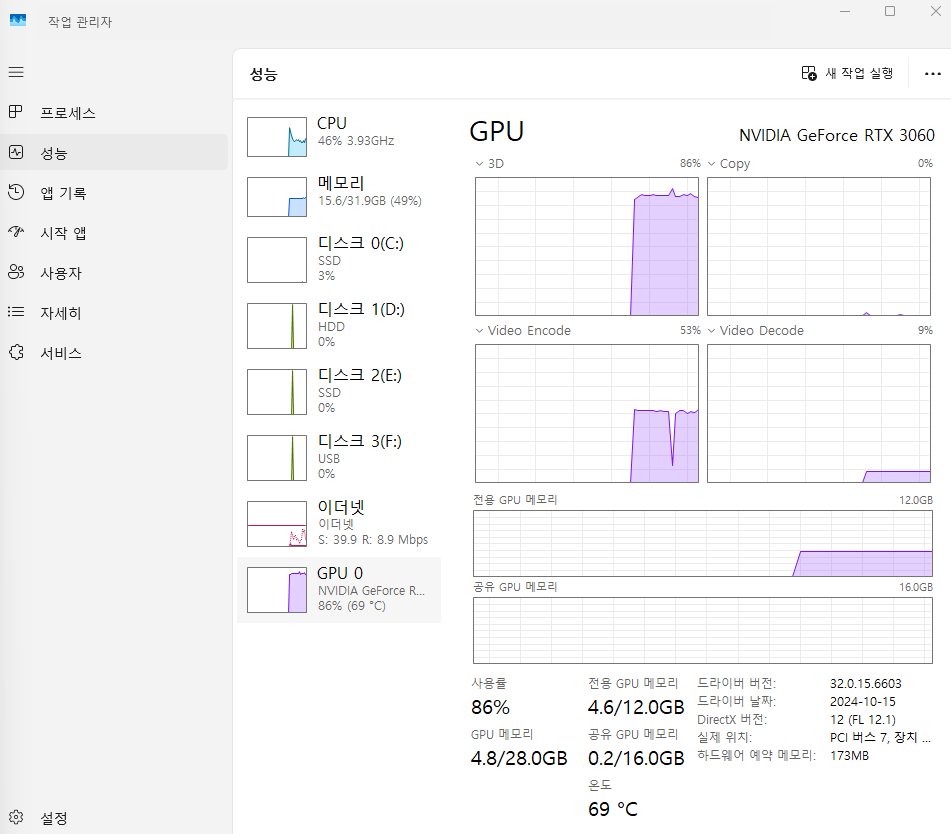 작업 관리자
성능
새 작업 실행
프로세스
성능
앱 기록
시작 앱
사용자
자세히
서비스
설정
CPU
46% 3.93GHz
메모리
15.6/31.9GB (49%)
디스크 0(C:)
SSD
3%
디스크 1(D:)
HDD
0%
디스크 2(E:)
SSD
0%
디스크 3(F:)
USB
0%
이더넷
이더넷
S: 39.9 R: 8.9 Mbps
GPU 0
NVIDIA GeForce R...
86% (69 °C)
GPU
NVIDIA GeForce RTX 3060
3D 86%
Copy 0%
Video Encode 53%
Video Decode 9%
전용 GPU 메모리 12.0GB
공유 GPU 메모리 16.0GB
사용률
86%
GPU 메모리
4.8/28.0GB
전용 GPU 메모리
4.6/12.0GB
공유 GPU 메모리
0.2/16.0GB
온도
69 °C
드라이버 버전: 32.0.15.6603
드라이버 날짜: 2024-10-15
DirectX 버전: 12 (FL 12.1)
실제 위치: PCI 버스 7, 장치 ...
하드웨어 예약 메모리: 173MB